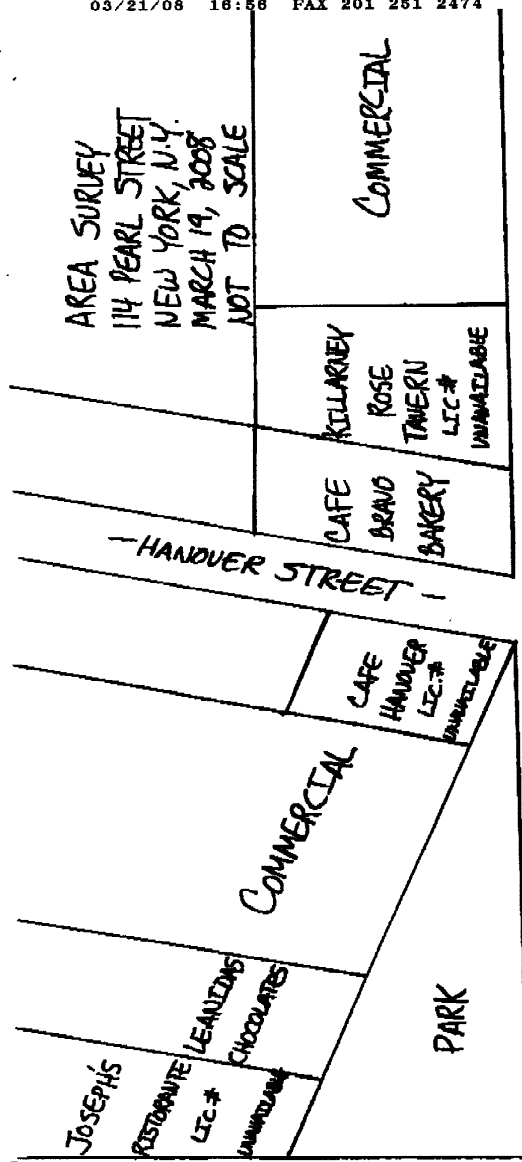 03/21/08 16:56 FAX 201 251 2474
AREA SURVEY
114 PEARL STREET
NEW YORK, N.Y.
MARCH 19, 2008
NOT TO SCALE
COMMERCIAL
KILLARNEY
ROSE
TAVERN
LIC #
UNAVAILABLE
CAFE
BRAVO
BAKERY
- HANOVER STREET -
CAFE
HANOVER
LIC. #
UNAVAILABLE
COMMERCIAL
LEANIDAS
CHOCOLATES
JOSEPH'S
RISTORANTE
LIC #
UNAVAILABLE
PARK